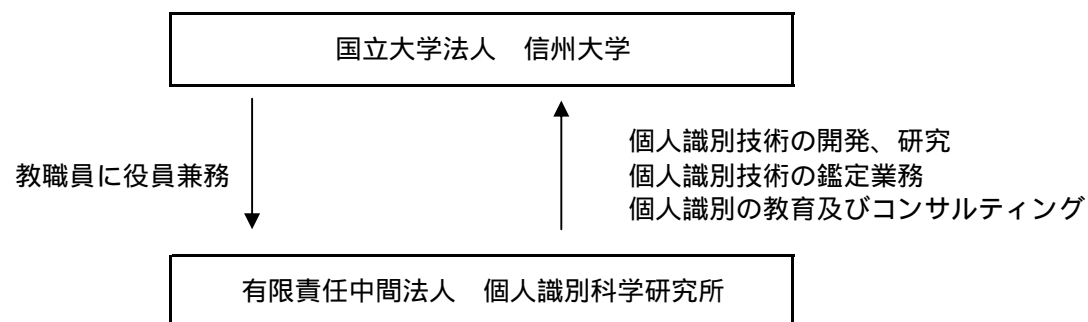 国立大学法人　信州大学
教職員に役員兼務
個人識別技術の開発、研究
個人識別技術の鑑定業務
個人識別の教育及びコンサルティング
有限責任中間法人　個人識別科学研究所